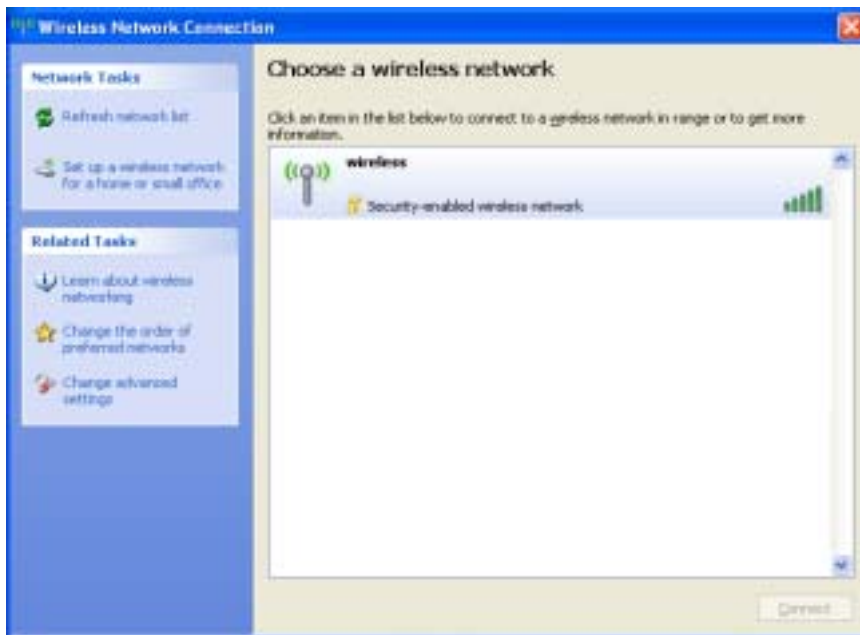 Wireless Network Connection
Network Tasks
Refresh network list
Set up a wireless network
for a home or small office
Related Tasks
Learn about wireless
networking
Change the order of
preferred networks
Change advanced
settings
Choose a wireless network
Click an item in the list below to connect to a wireless network in range or to get more
information.
wireless
Security-enabled wireless network
Connect